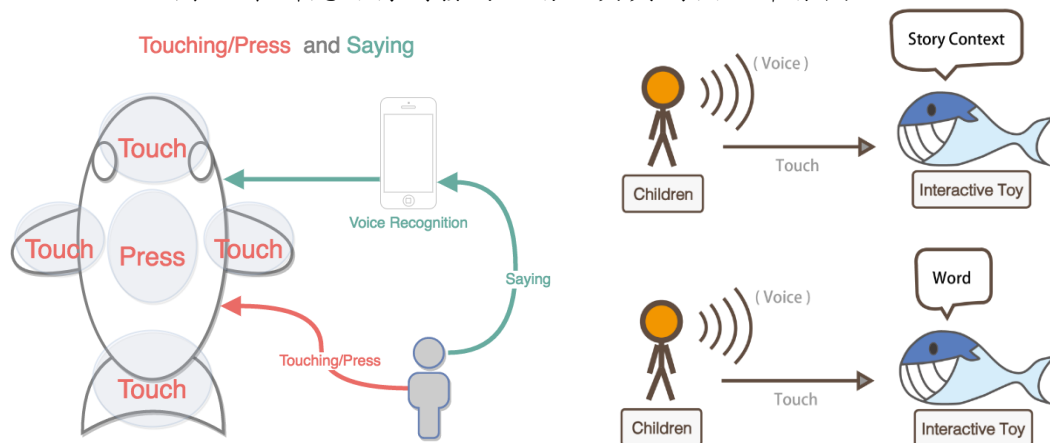 Touching/Press and Saying
Touch
Touch
Press
Touch
Touch
Voice Recognition
Saying
Touching/Press
Story Context
( Voice )
Touch
Children
Interactive Toy
Word
( Voice )
Touch
Children
Interactive Toy